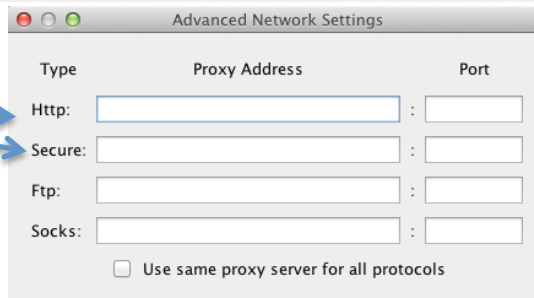 Advanced Network Settings
Type Proxy Address Port
Http: :
Secure: :
Ftp: :
Socks: :
Use same proxy server for all protocols